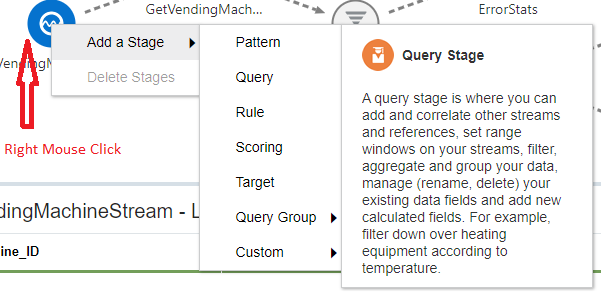 GetVendingMach...
ErrorStats
Add a Stage
Delete Stages
Right Mouse Click
Pattern
Query
Rule
Scoring
Target
Query Group
Custom
Query Stage
A query stage is where you can
add and correlate other streams
and references, set range
windows on your streams, filter,
aggregate and group your data,
manage (rename, delete) your
existing data fields and add new
calculated fields. For example,
filter down over heating
equipment according to
temperature.
dingMachineStream - L
ine_ID